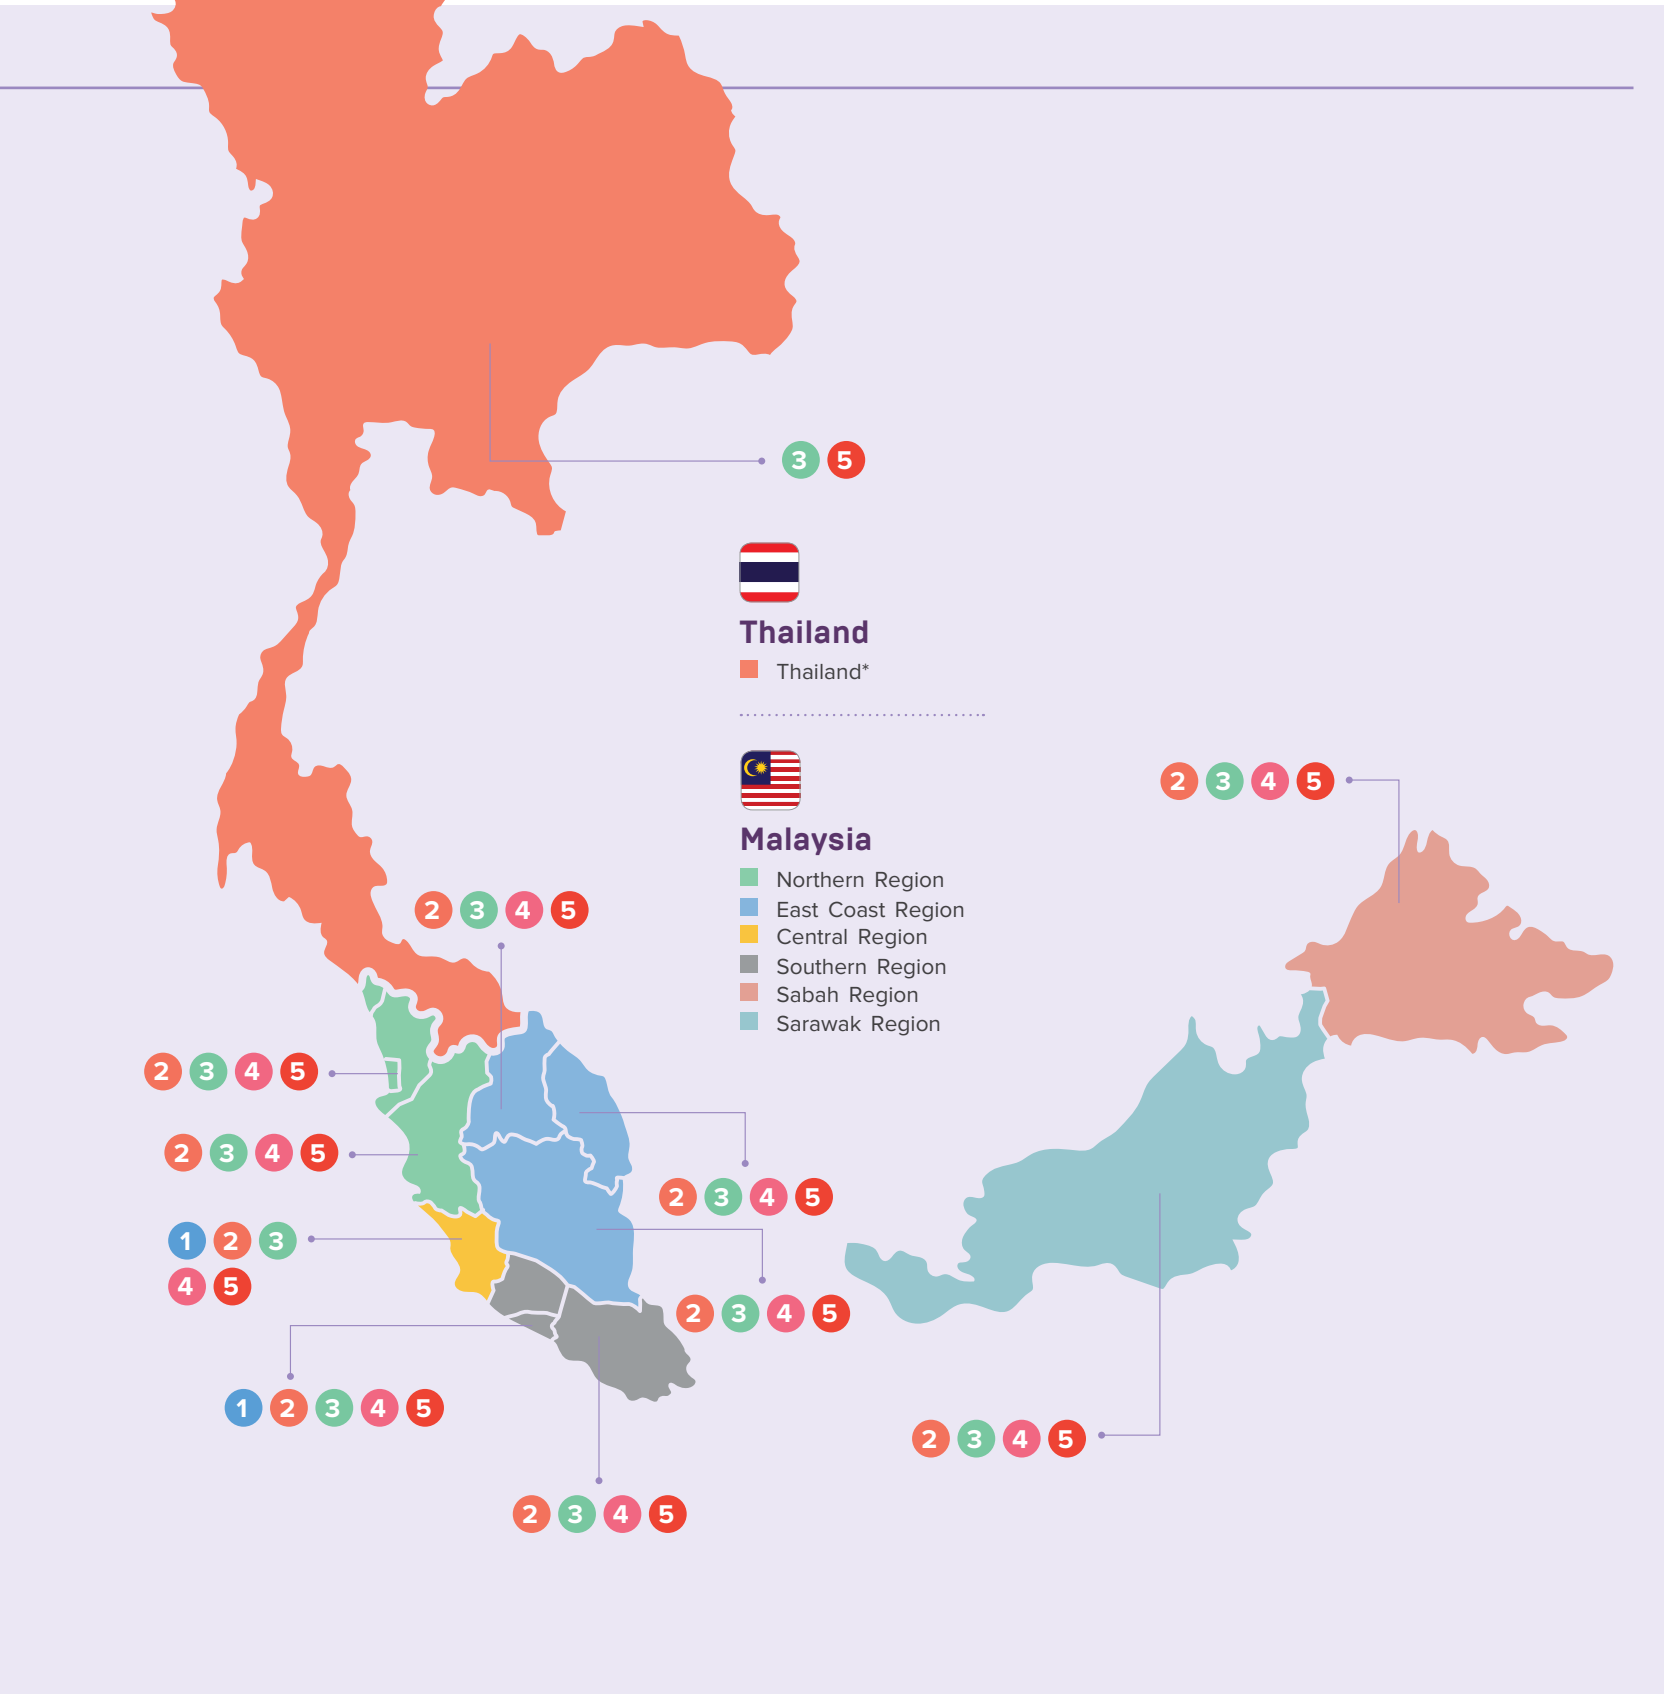 3 5
Thailand
Thailand*
Malaysia
Northern Region
East Coast Region
Central Region
Southern Region
Sabah Region
Sarawak Region
2 3 4 5
2 3 4 5
2 3 4 5
2 3 4 5
2 3 4 5
1 2 3
4 5
2 3 4 5
1 2 3 4 5
2 3 4 5
2 3 4 5